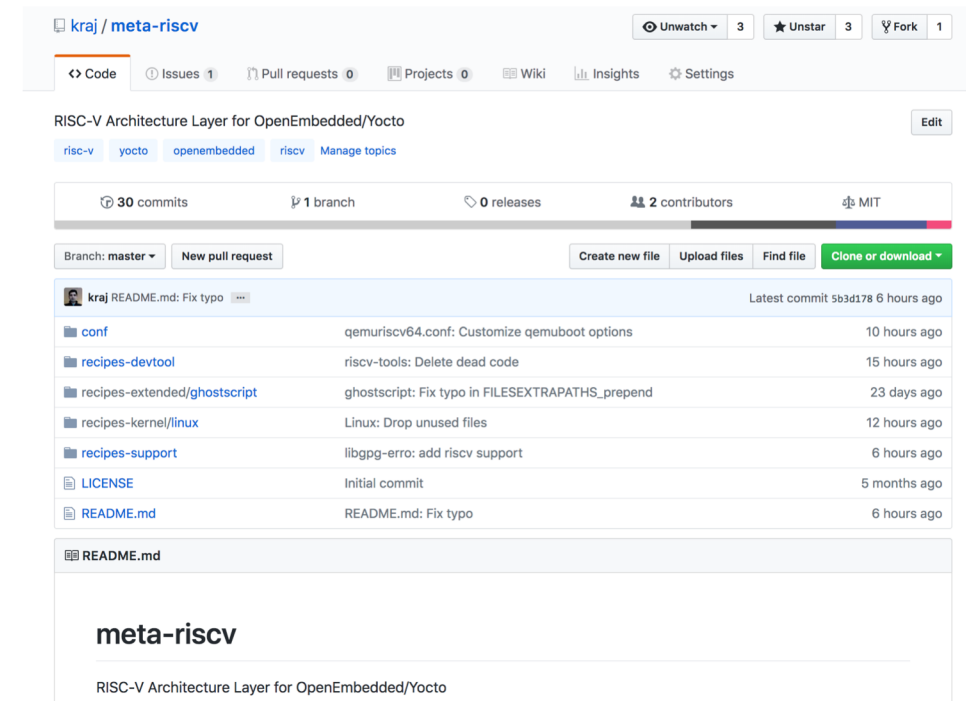 kraj / meta-riscv
Unwatch 3 Unstar 3 Fork 1
Code Issues 1 Pull requests 0 Projects 0 Wiki Insights Settings
RISC-V Architecture Layer for OpenEmbedded/Yocto Edit
risc-v yocto openembedded riscv Manage topics
30 commits 1 branch 0 releases 2 contributors MIT
Branch: master New pull request Create new file Upload files Find file Clone or download
kraj README.md: Fix typo ... Latest commit 5b3d178 6 hours ago
conf qemuriscv64.conf: Customize qemuboot options 10 hours ago
recipes-devtool riscv-tools: Delete dead code 15 hours ago
recipes-extended/ghostscript ghostscript: Fix typo in FILESEXTRAPATHS_prepend 23 days ago
recipes-kernel/linux Linux: Drop unused files 12 hours ago
recipes-support libgpg-erro: add riscv support 6 hours ago
LICENSE Initial commit 5 months ago
README.md README.md: Fix typo 6 hours ago
README.md
meta-riscv
RISC-V Architecture Layer for OpenEmbedded/Yocto